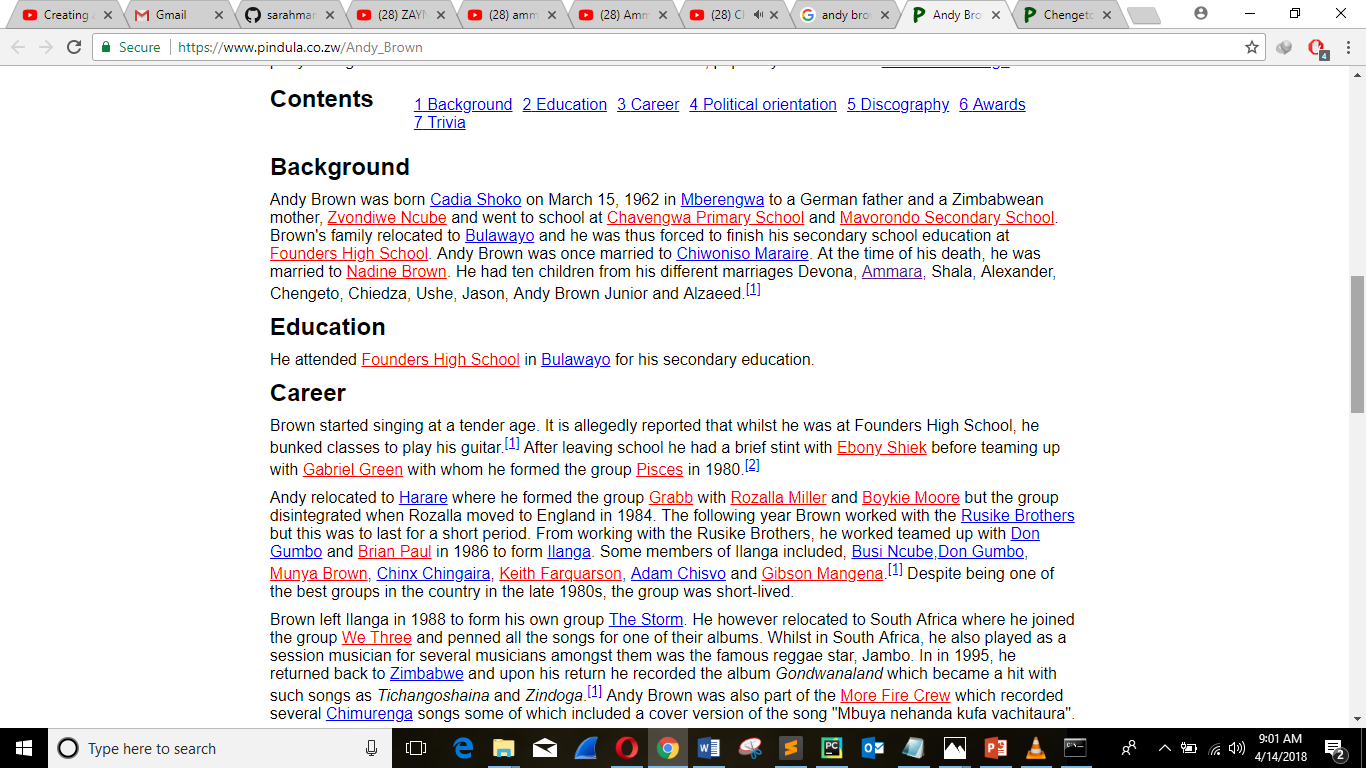 Creating
Gmail
sarahmar
(28) ZAYN
(28) amm
(28) Amm
(28) Cl
andy bro
Andy Bro
Chengeto
Secure
https://www.pindula.co.zw/Andy_Brown
4
Contents
1 Background 2 Education 3 Career 4 Political orientation 5 Discography 6 Awards
7 Trivia
Background
Andy Brown was born Cadia Shoko on March 15, 1962 in Mberengwa to a German father and a Zimbabwean
mother, Zvondiwe Ncube and went to school at Chavengwa Primary School and Mavorondo Secondary School.
Brown's family relocated to Bulawayo and he was thus forced to finish his secondary school education at
Founders High School. Andy Brown was once married to Chiwoniso Maraire. At the time of his death, he was
married to Nadine Brown. He had ten children from his different marriages Devona, Ammara, Shala, Alexander,
Chengeto, Chiedza, Ushe, Jason, Andy Brown Junior and Alzaeed.[1]
Education
He attended Founders High School in Bulawayo for his secondary education.
Career
Brown started singing at a tender age. It is allegedly reported that whilst he was at Founders High School, he
bunked classes to play his guitar.[1] After leaving school he had a brief stint with Ebony Shiek before teaming up
with Gabriel Green with whom he formed the group Pisces in 1980.[2]
Andy relocated to Harare where he formed the group Grabb with Rozalla Miller and Boykie Moore but the group
disintegrated when Rozalla moved to England in 1984. The following year Brown worked with the Rusike Brothers
but this was to last for a short period. From working with the Rusike Brothers, he worked teamed up with Don
Gumbo and Brian Paul in 1986 to form Ilanga. Some members of Ilanga included, Busi Ncube,Don Gumbo,
Munya Brown, Chinx Chingaira, Keith Farquarson, Adam Chisvo and Gibson Mangena.[1] Despite being one of
the best groups in the country in the late 1980s, the group was short-lived.
Brown left Ilanga in 1988 to form his own group The Storm. He however relocated to South Africa where he joined
the group We Three and penned all the songs for one of their albums. Whilst in South Africa, he also played as a
session musician for several musicians amongst them was the famous reggae star, Jambo. In in 1995, he
returned back to Zimbabwe and upon his return he recorded the album Gondwanaland which became a hit with
such songs as Tichangoshaina and Zindoga.[1] Andy Brown was also part of the More Fire Crew which recorded
several Chimurenga songs some of which included a cover version of the song "Mbuya nehanda kufa vachitaura".
Type here to search
9:01 AM
4/14/2018
2